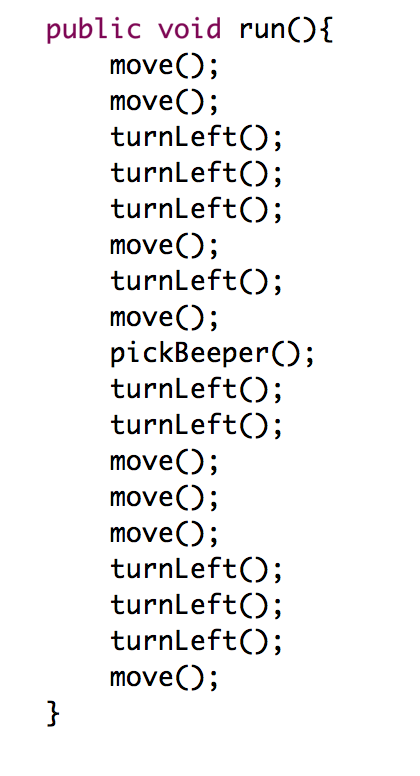 public void run(){
move();
move();
turnLeft();
turnLeft();
turnLeft();
move();
turnLeft();
move();
pickBeeper();
turnLeft();
turnLeft();
move();
move();
move();
turnLeft();
turnLeft();
turnLeft();
move();
}